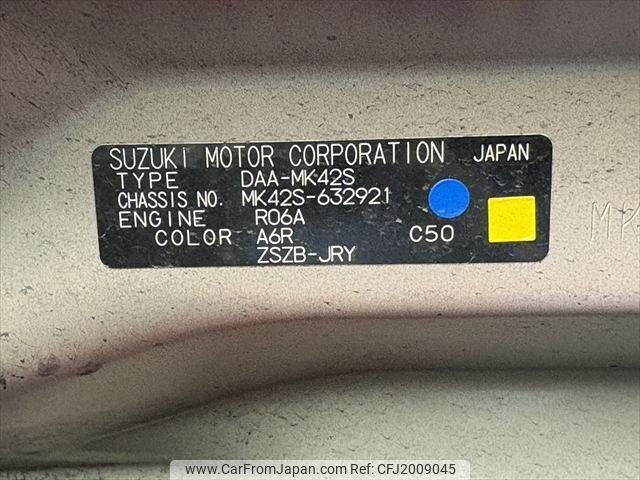 SUZUKI MOTOR CORPORATION JAPAN
TYPE DAA-MK42S
CHASSIS NO. MK42S-632921
ENGINE R06A
COLOR A6R C50
ZSZB-JRY
MK
www.CarFromJapan.com - CFJ2009045